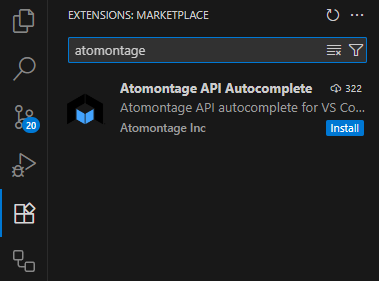 EXTENSIONS: MARKETPLACE
atomontage
Atomontage API Autocomplete 322
Atomontage API autocomplete for VS Co...
Atomontage Inc Install
20